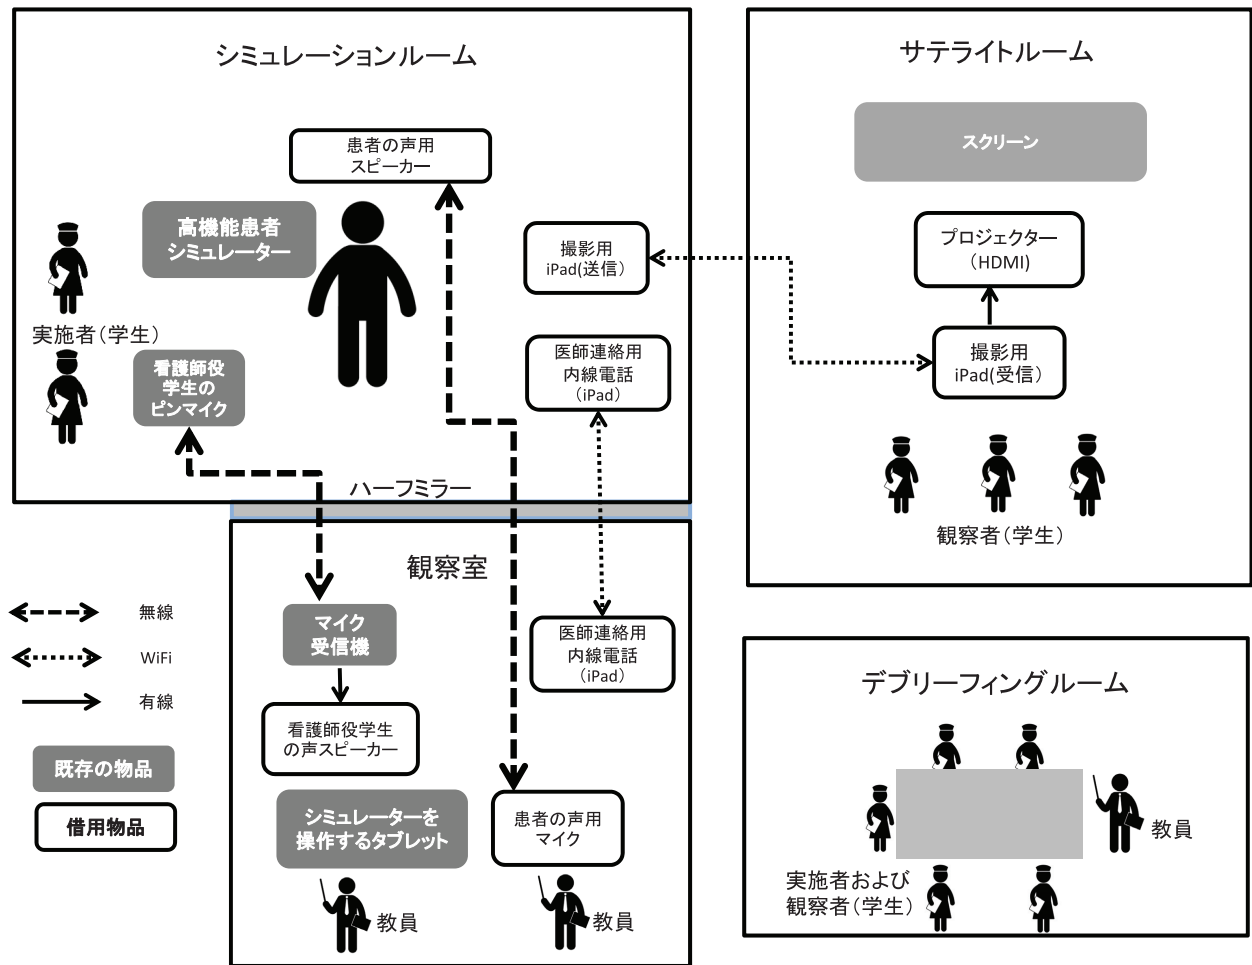 シミュレーションルーム
患者の声用
スピーカー
高機能患者
シミュレーター
実施者(学生)
看護師役
学生の
ピンマイク
撮影用
iPad(送信)
医師連絡用
内線電話
(iPad)
ハーフミラー
サテライトルーム
スクリーン
プロジェクター
(HDMI)
撮影用
iPad(受信)
観察者(学生)
観察室
マイク
受信機
看護師役学生
の声スピーカー
シミュレーターを
操作するタブレット
医師連絡用
内線電話
(iPad)
患者の声用
マイク
教員
教員
無線
WiFi
有線
既存の物品
借用物品
デブリーフィングルーム
教員
実施者および
観察者(学生)